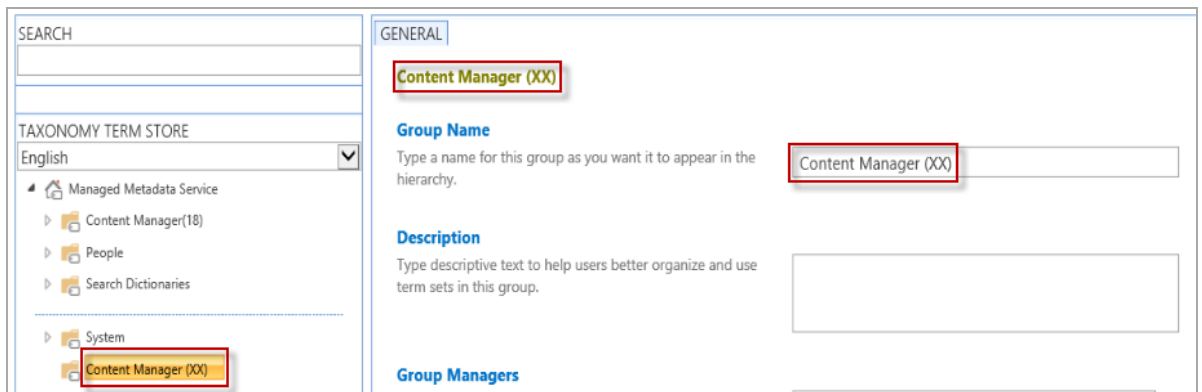 SEARCH
TAXONOMY TERM STORE
English
Managed Metadata Service
Content Manager(18)
People
Search Dictionaries
System
Content Manager (XX)
GENERAL
Content Manager (XX)
Group Name
Type a name for this group as you want it to appear in the
hierarchy.
Content Manager (XX)
Description
Type descriptive text to help users better organize and use
term sets in this group.
Group Managers